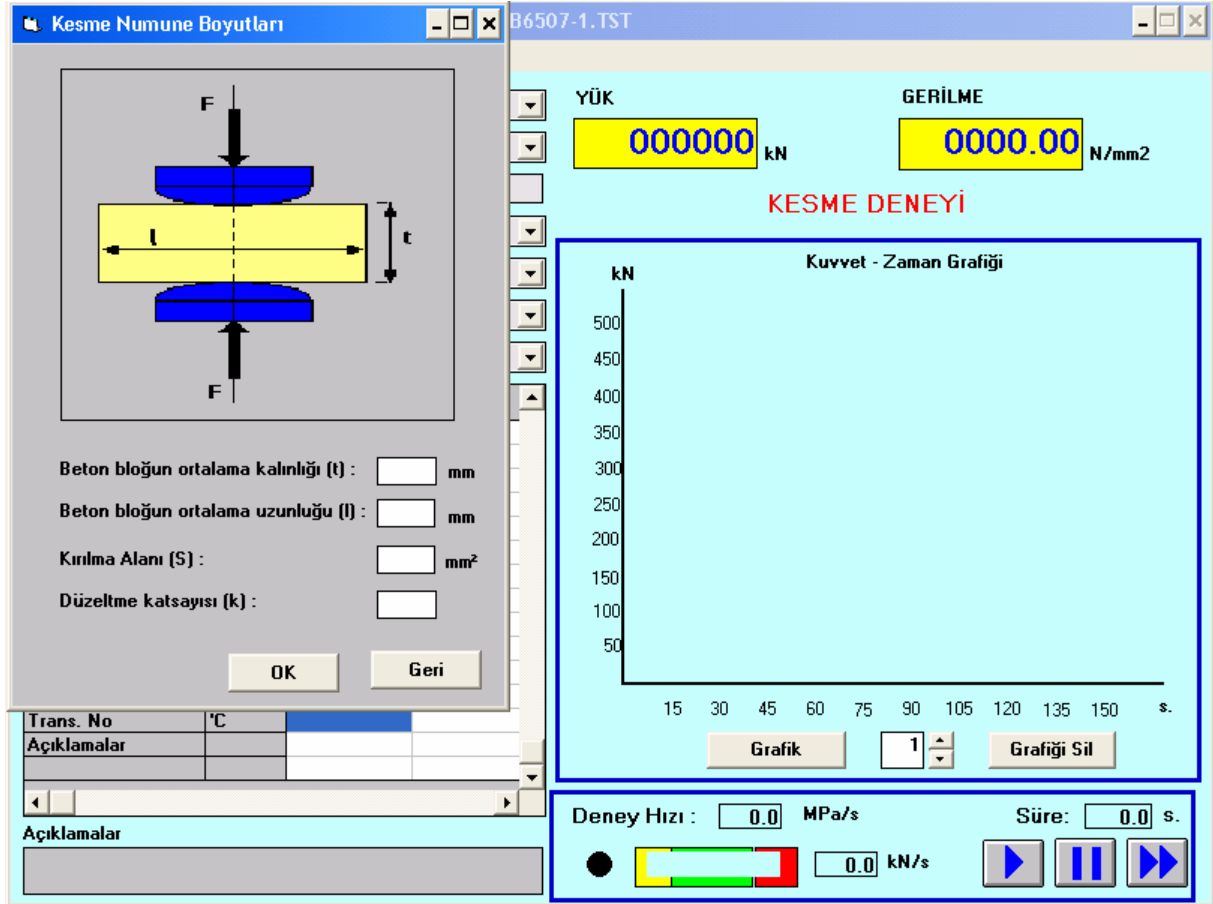 Kesme Numune Boyutları
B6507-1.TST
F
l
t
F
Beton bloğun ortalama kalınlığı (t) :
mm
Beton bloğun ortalama uzunluğu (l) :
mm
Kırılma Alanı (S) :
mm²
Düzeltme katsayısı (k) :
OK
Geri
Trans. No
'C
Açıklamalar
Açıklamalar
YÜK
GERİLME
000000 kN
0000.00 N/mm2
KESME DENEYİ
Kuvvet - Zaman Grafiği
kN
500
450
400
350
300
250
200
150
100
50
15 30 45 60 75 90 105 120 135 150 s.
Grafik
1
Grafiği Sil
Deney Hızı : 0.0 MPa/s
Süre: 0.0 s.
0.0 kN/s